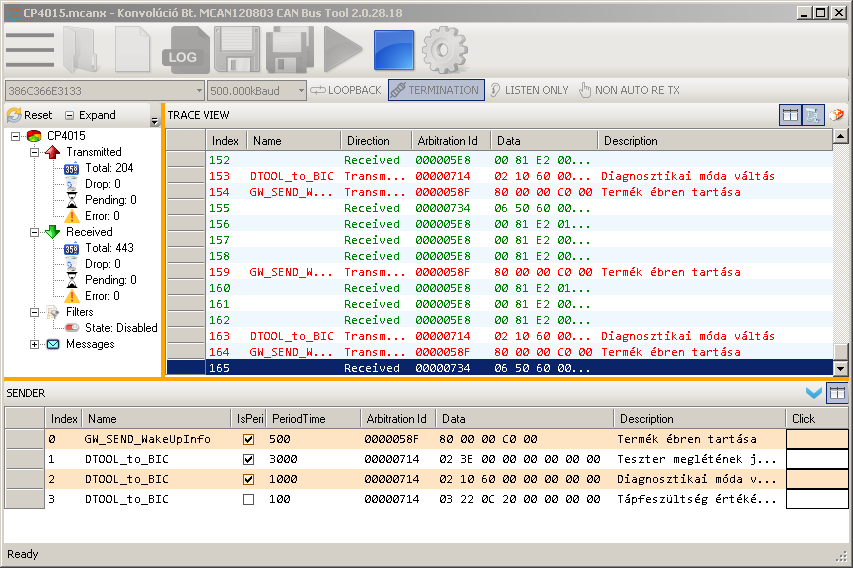 CP4015.mcanx - Konvolúció Bt. MCAN120803 CAN Bus Tool 2.0.28.18
LOG
386C366E3133 500.000kBaud LOOPBACK TERMINATION LISTEN ONLY NON AUTO RE TX
Reset Expand
CP4015
Transmitted
Total: 204
Drop: 0
Pending: 0
Error: 0
Received
Total: 443
Drop: 0
Pending: 0
Error: 0
Filters
State: Disabled
Messages
TRACE VIEW
Index Name Direction Arbitration Id Data Description
152 Received 000005E8 00 81 E2 00...
153 DTOOL_to_BIC Transm... 00000714 02 10 60 00... Diagnosztikai móda váltás
154 GW_SEND_W... Transm... 0000058F 80 00 00 C0 00 Termék ébren tartása
155 Received 00000734 06 50 60 00...
156 Received 000005E8 00 81 E2 01...
157 Received 000005E8 00 81 E2 00...
158 Received 000005E8 00 81 E2 00...
159 GW_SEND_W... Transm... 0000058F 80 00 00 C0 00 Termék ébren tartása
160 Received 000005E8 00 81 E2 01...
161 Received 000005E8 00 81 E2 00...
162 Received 000005E8 00 81 E2 00...
163 DTOOL_to_BIC Transm... 00000714 02 10 60 00... Diagnosztikai móda váltás
164 GW_SEND_W... Transm... 0000058F 80 00 00 C0 00 Termék ébren tartása
165 Received 00000734 06 50 60 00...
SENDER
Index Name IsPeri PeriodTime Arbitration Id Data Description Click
0 GW_SEND_WakeUpInfo 500 0000058F 80 00 00 C0 00 Termék ébren tartása
1 DTOOL_to_BIC 3000 00000714 02 3E 00 00 00 00 00 00 Teszter meglétének j...
2 DTOOL_to_BIC 1000 00000714 02 10 60 00 00 00 00 00 Diagnosztikai móda v...
3 DTOOL_to_BIC 100 00000714 03 22 0C 20 00 00 00 00 Tápfeszültség értéké...
Ready